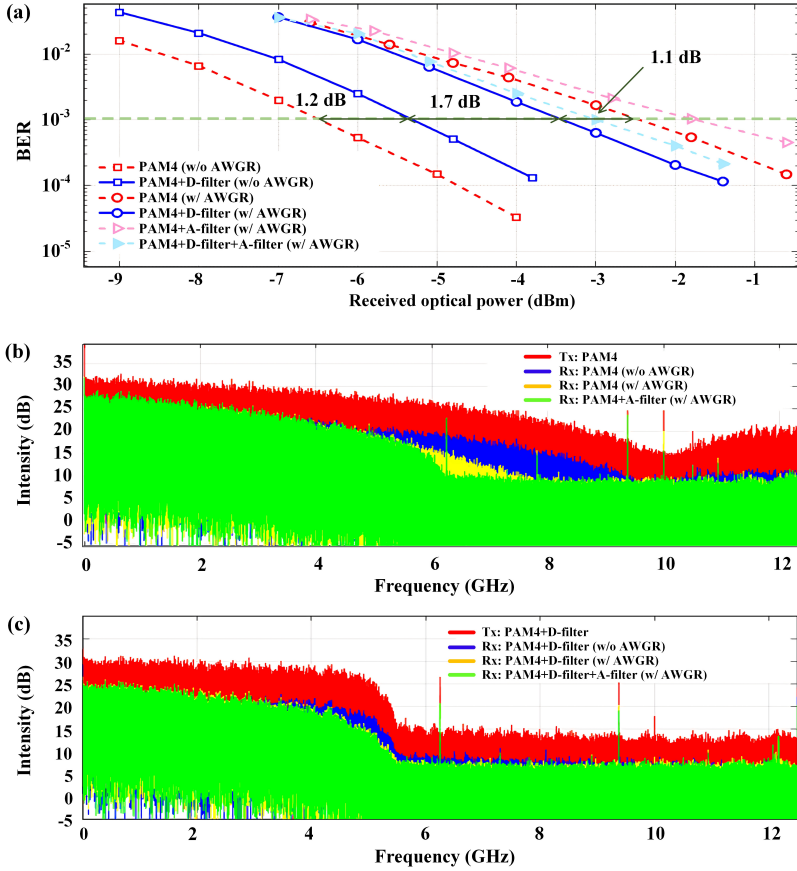 (a)
10⁻²
10⁻³
10⁻⁴
10⁻⁵
BER
1.2 dB
1.7 dB
1.1 dB
PAM4 (w/o AWGR)
PAM4+D-filter (w/o AWGR)
PAM4 (w/ AWGR)
PAM4+D-filter (w/ AWGR)
PAM4+A-filter (w/ AWGR)
PAM4+D-filter+A-filter (w/ AWGR)
-9 -8 -7 -6 -5 -4 -3 -2 -1
Received optical power (dBm)
(b)
35
30
25
20
15
10
5
0
-5
Intensity (dB)
Tx: PAM4
Rx: PAM4 (w/o AWGR)
Rx: PAM4 (w/ AWGR)
Rx: PAM4+A-filter (w/ AWGR)
0 2 4 6 8 10 12
Frequency (GHz)
(c)
35
30
25
20
15
10
5
0
-5
Intensity (dB)
Tx: PAM4+D-filter
Rx: PAM4+D-filter (w/o AWGR)
Rx: PAM4+D-filter (w/ AWGR)
Rx: PAM4+D-filter+A-filter (w/ AWGR)
0 2 4 6 8 10 12
Frequency (GHz)